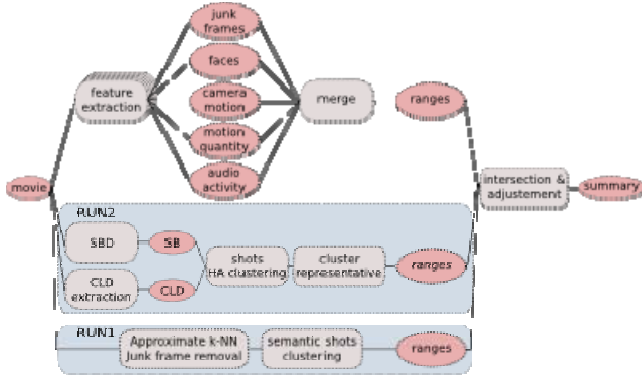 junk
frames
feature
extraction
faces
camera
motion
motion
quantity
audio
activity
merge
ranges
movie
intersection &
adjustement
summary
RUN2
SBD
SB
CLD
extraction
CLD
shots
HA clustering
cluster
representative
ranges
RUN1
Approximate k-NN
Junk frame removal
semantic shots
clustering
ranges